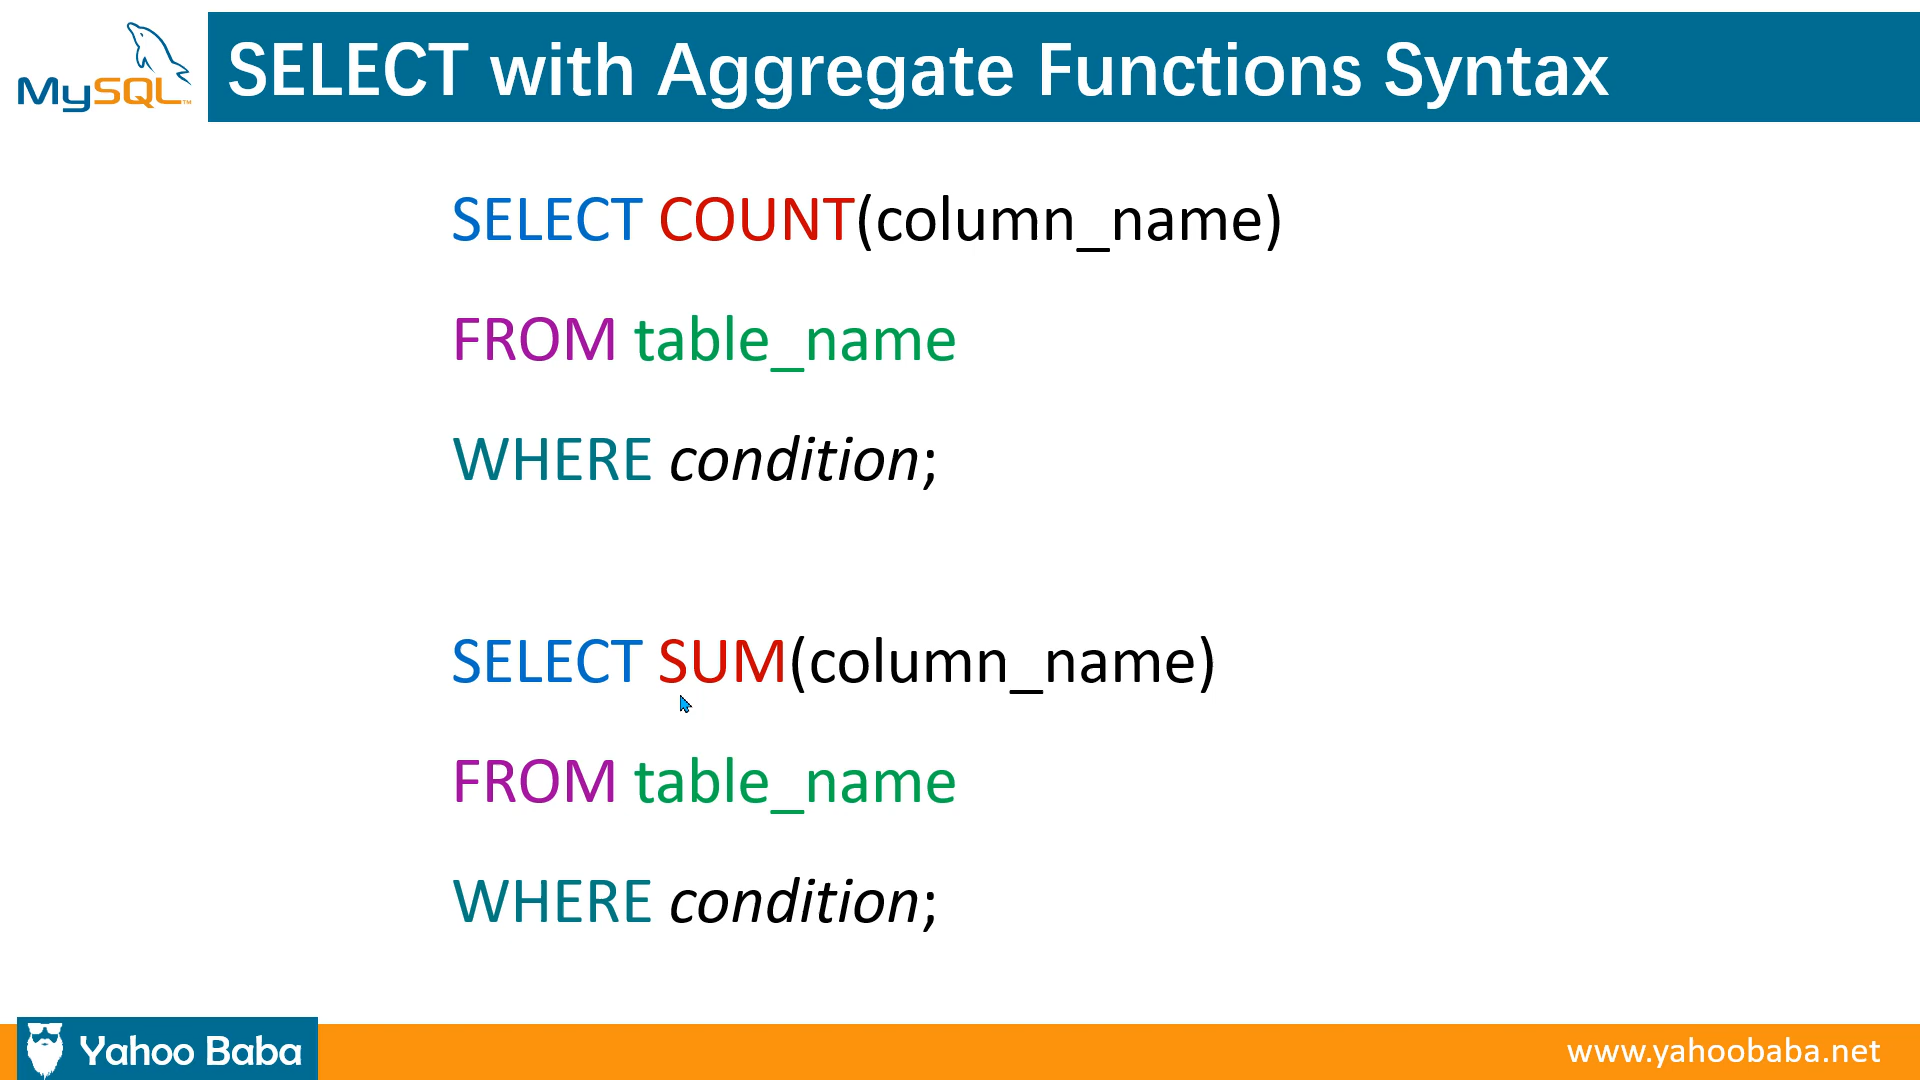 MySQL™
SELECT with Aggregate Functions Syntax
SELECT COUNT(column_name)
FROM table_name
WHERE condition;
SELECT SUM(column_name)
FROM table_name
WHERE condition;
Yahoo Baba
www.yahoobaba.net